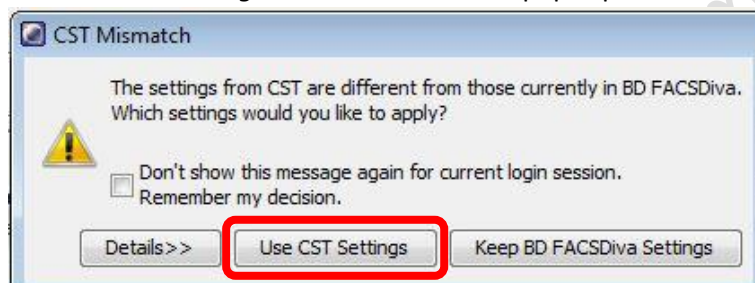 CST Mismatch
The settings from CST are different from those currently in BD FACSDiva.
Which settings would you like to apply?
Don't show this message again for current login session.
Remember my decision.
Details>> Use CST Settings Keep BD FACSDiva Settings